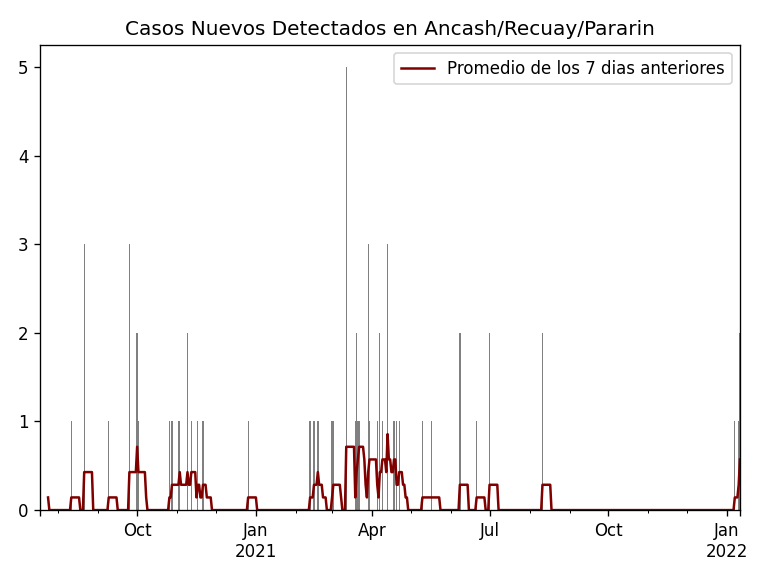 Casos Nuevos Detectados en Ancash/Recuay/Pararin
Promedio de los 7 dias anteriores
5
4
3
2
1
0
Oct
Jan
2021
Apr
Jul
Oct
Jan
2022